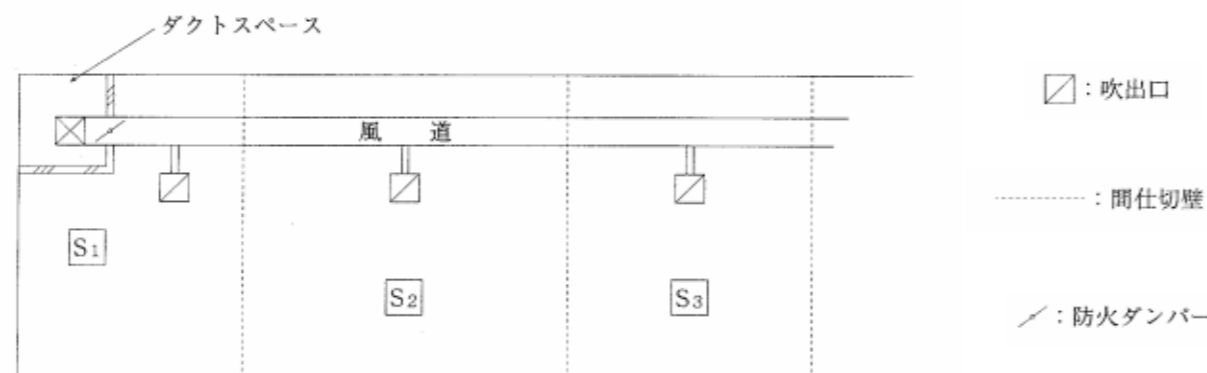 ダクトスペース
風道
S1
S2
S3
：吹出口
：間仕切壁
：防火ダンパー